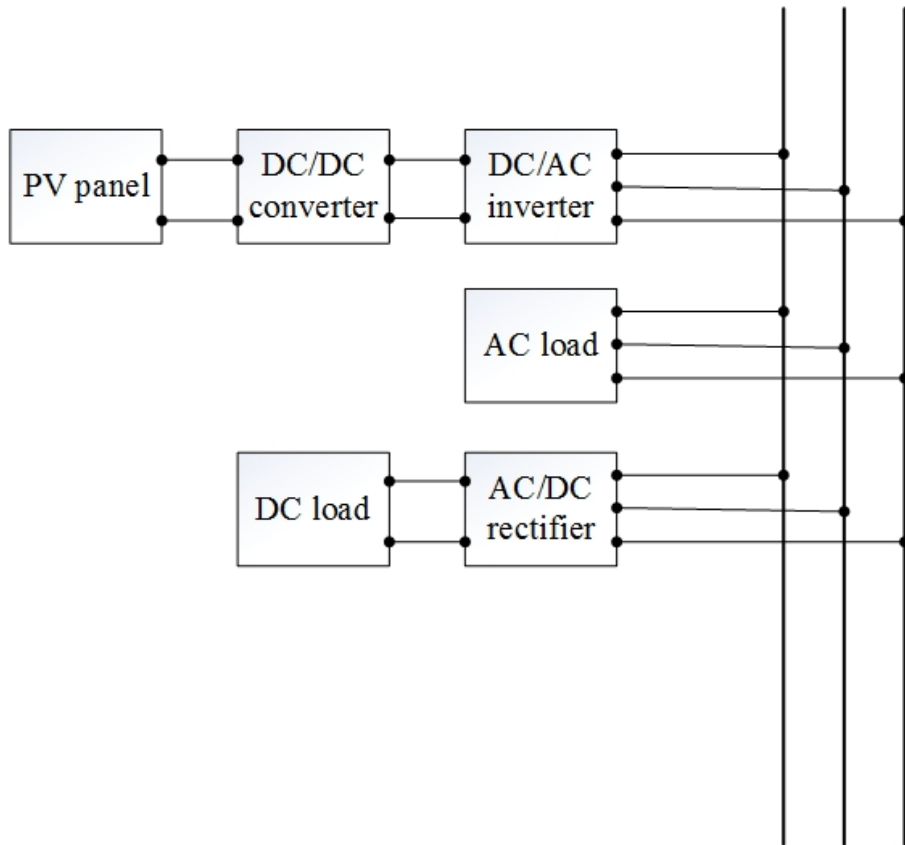 PV panel
DC/DC
converter
DC/AC
inverter
AC load
DC load
AC/DC
rectifier